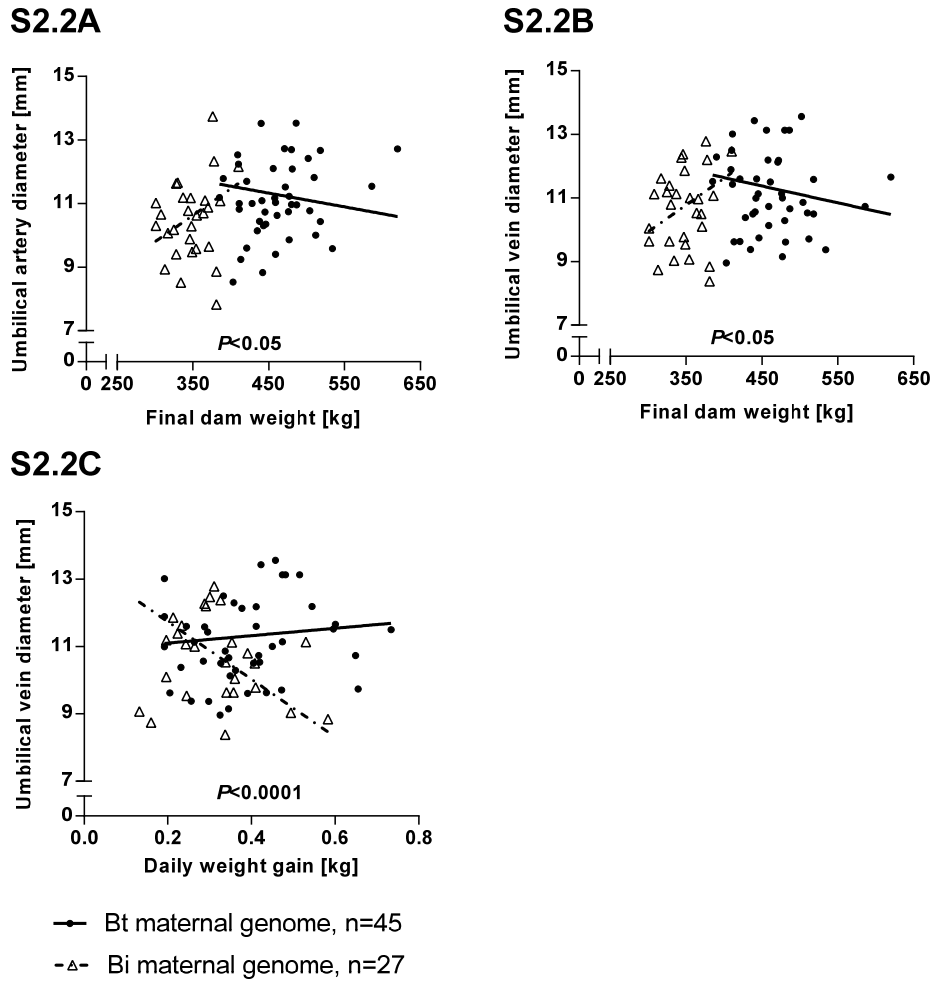 S2.2A
S2.2B
Umbilical artery diameter [mm]
15
13
11
9
7
0
P<0.05
0 250 350 450 550 650
Final dam weight [kg]
Umbilical vein diameter [mm]
15
13
11
9
7
0
P<0.05
0 250 350 450 550 650
Final dam weight [kg]
S2.2C
Umbilical vein diameter [mm]
15
13
11
9
7
0
P<0.0001
0.0 0.2 0.4 0.6 0.8
Daily weight gain [kg]
Bt maternal genome, n=45
Bi maternal genome, n=27